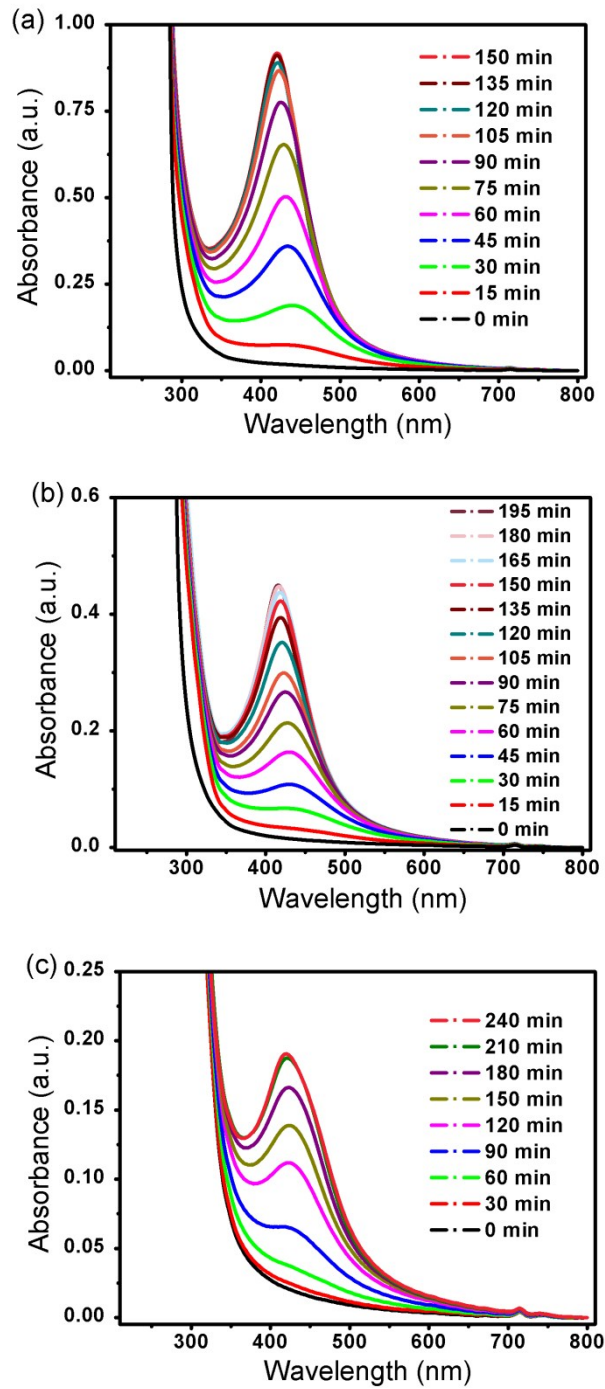 (a)
1.00
0.75
0.50
0.25
0.00
Absorbance (a.u.)
150 min
135 min
120 min
105 min
90 min
75 min
60 min
45 min
30 min
15 min
0 min
300 400 500 600 700 800
Wavelength (nm)
(b)
0.6
0.4
0.2
0.0
Absorbance (a.u.)
195 min
180 min
165 min
150 min
135 min
120 min
105 min
90 min
75 min
60 min
45 min
30 min
15 min
0 min
300 400 500 600 700 800
Wavelength (nm)
(c)
0.25
0.20
0.15
0.10
0.05
0.00
Absorbance (a.u.)
240 min
210 min
180 min
150 min
120 min
90 min
60 min
30 min
0 min
300 400 500 600 700 800
Wavelength (nm)